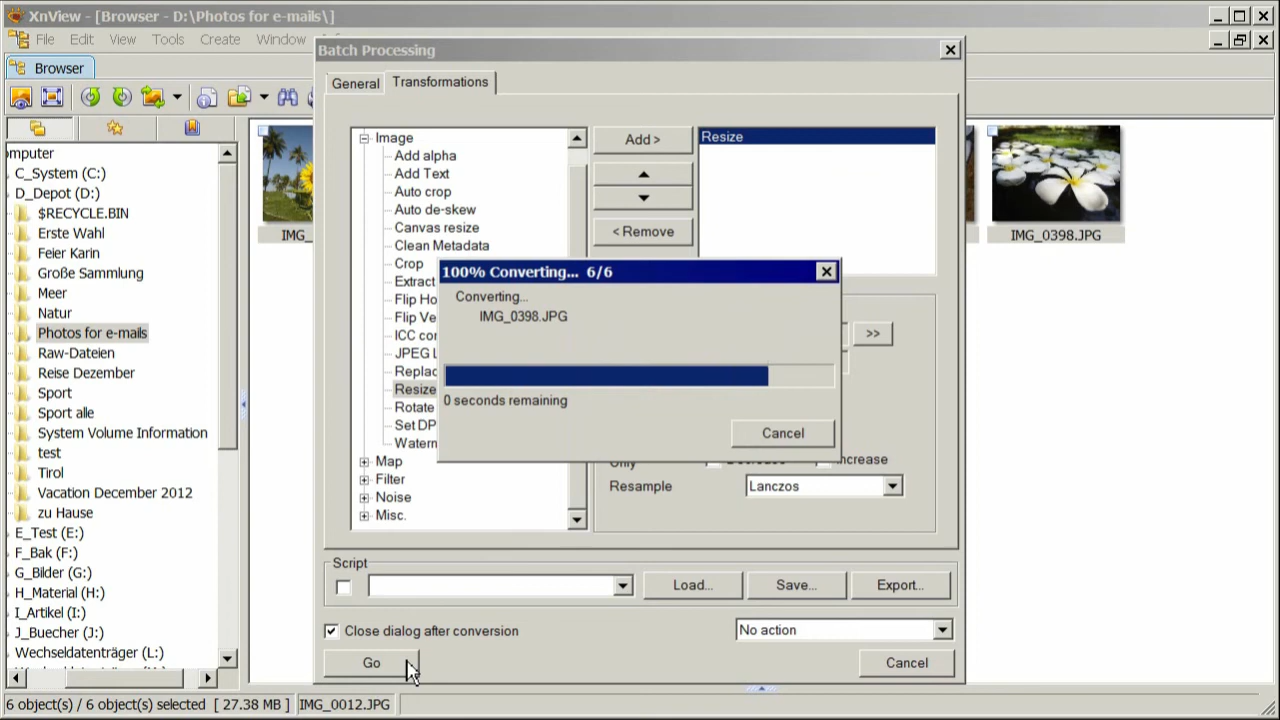 XnView - [Browser - D:\Photos for e-mails\]
File Edit View Tools Create Window
Browser
Batch Processing
General Transformations
omputer
C_System (C:)
D_Depot (D:)
$RECYCLE.BIN
Erste Wahl
Feier Karin
Große Sammlung
Meer
Natur
Photos for e-mails
Raw-Dateien
Reise Dezember
Sport
Sport alle
System Volume Information
test
Tirol
Vacation December 2012
zu Hause
E_Test (E:)
F_Bak (F:)
G_Bilder (G:)
H_Material (H:)
I_Artikel (I:)
J_Buecher (J:)
Wechseldatenträger (L:)
Image
Add alpha
Add Text
Auto crop
Auto de-skew
Canvas resize
Clean Metadata
Crop
Extract
Flip Ho
Flip Ve
ICC co
JPEG L
Replac
Resize
Rotate
Set DP
Watern
Map
Filter
Noise
Misc.
Add >
< Remove
Resize
>>
100% Converting... 6/6
Converting...
IMG_0398.JPG
0 seconds remaining
Cancel
Only Decrease Increase
Resample Lanczos
Script
Load... Save... Export...
Close dialog after conversion
No action
Go
Cancel
IMG_
IMG_0398.JPG
6 object(s) / 6 object(s) selected [ 27.38 MB ] IMG_0012.JPG